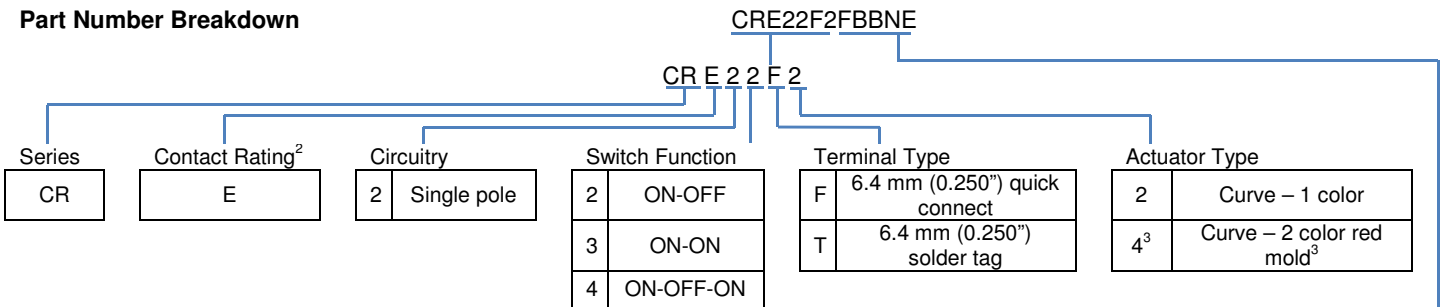 Part Number Breakdown
CRE22F2FBBNE
CR E 2 2 F 2
Series
CR
Contact Rating²
E
Circuitry
2 Single pole
Switch Function
2 ON-OFF
3 ON-ON
4 ON-OFF-ON
Terminal Type
F 6.4 mm (0.250”) quick
connect
T 6.4 mm (0.250”)
solder tag
Actuator Type
2 Curve – 1 color
4³ Curve – 2 color red
mold³